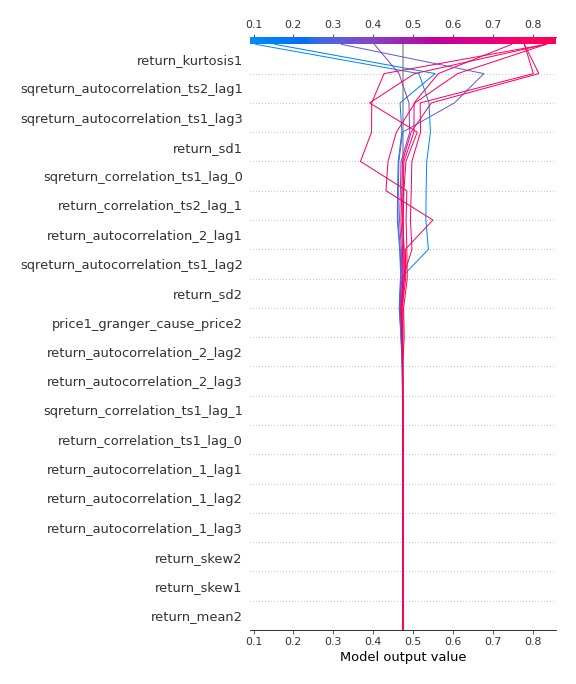 0.1 0.2 0.3 0.4 0.5 0.6 0.7 0.8
return_kurtosis1
sqreturn_autocorrelation_ts2_lag1
sqreturn_autocorrelation_ts1_lag3
return_sd1
sqreturn_correlation_ts1_lag_0
return_correlation_ts2_lag_1
return_autocorrelation_2_lag1
sqreturn_autocorrelation_ts1_lag2
return_sd2
price1_granger_cause_price2
return_autocorrelation_2_lag2
return_autocorrelation_2_lag3
sqreturn_correlation_ts1_lag_1
return_correlation_ts1_lag_0
return_autocorrelation_1_lag1
return_autocorrelation_1_lag2
return_autocorrelation_1_lag3
return_skew2
return_skew1
return_mean2
0.1 0.2 0.3 0.4 0.5 0.6 0.7 0.8
Model output value